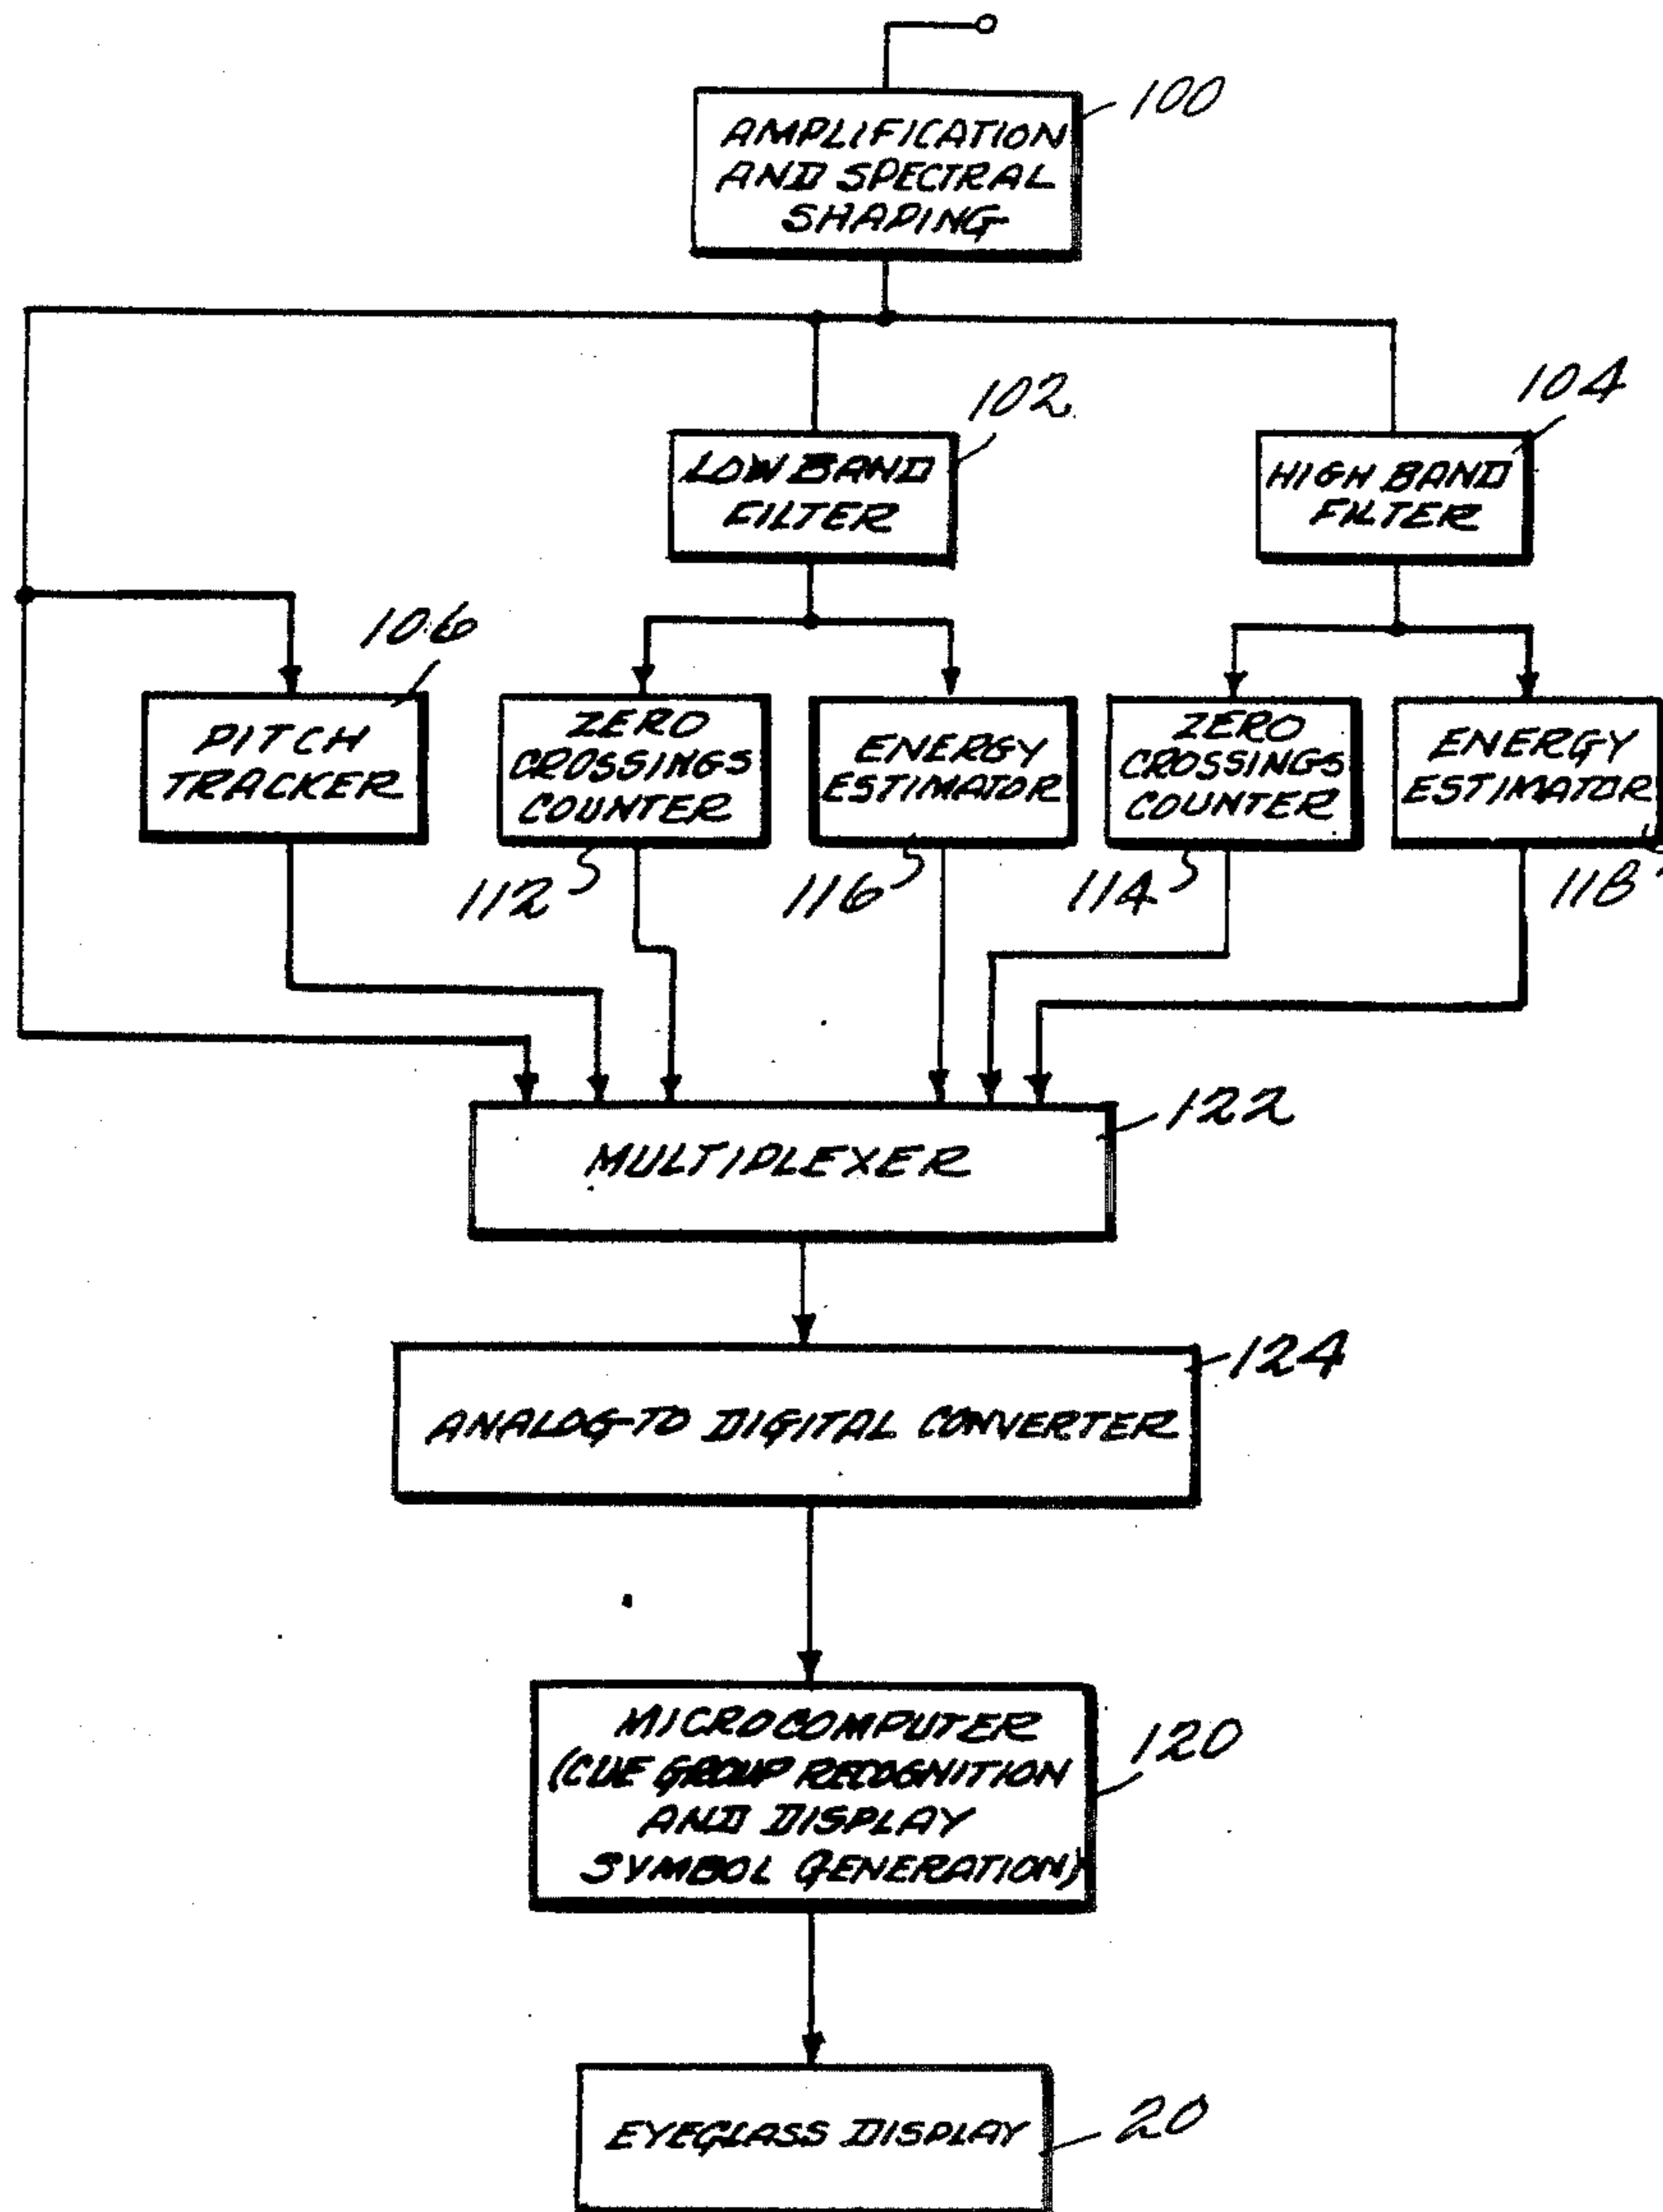 100
AMPLIFICATION
AND SPECTRAL
SHAPING
102
104
LOW BAND
FILTER
HIGH BAND
FILTER
106
PITCH
TRACKER
ZERO
CROSSINGS
COUNTER
ENERGY
ESTIMATOR
ZERO
CROSSINGS
COUNTER
ENERGY
ESTIMATOR
112
116
114
118
122
MULTIPLEXER
124
ANALOG-TO DIGITAL CONVERTER
MICROCOMPUTER
(CUE GROUP RECOGNITION
AND DISPLAY
SYMBOL GENERATION)
120
EYEGLASS DISPLAY
20